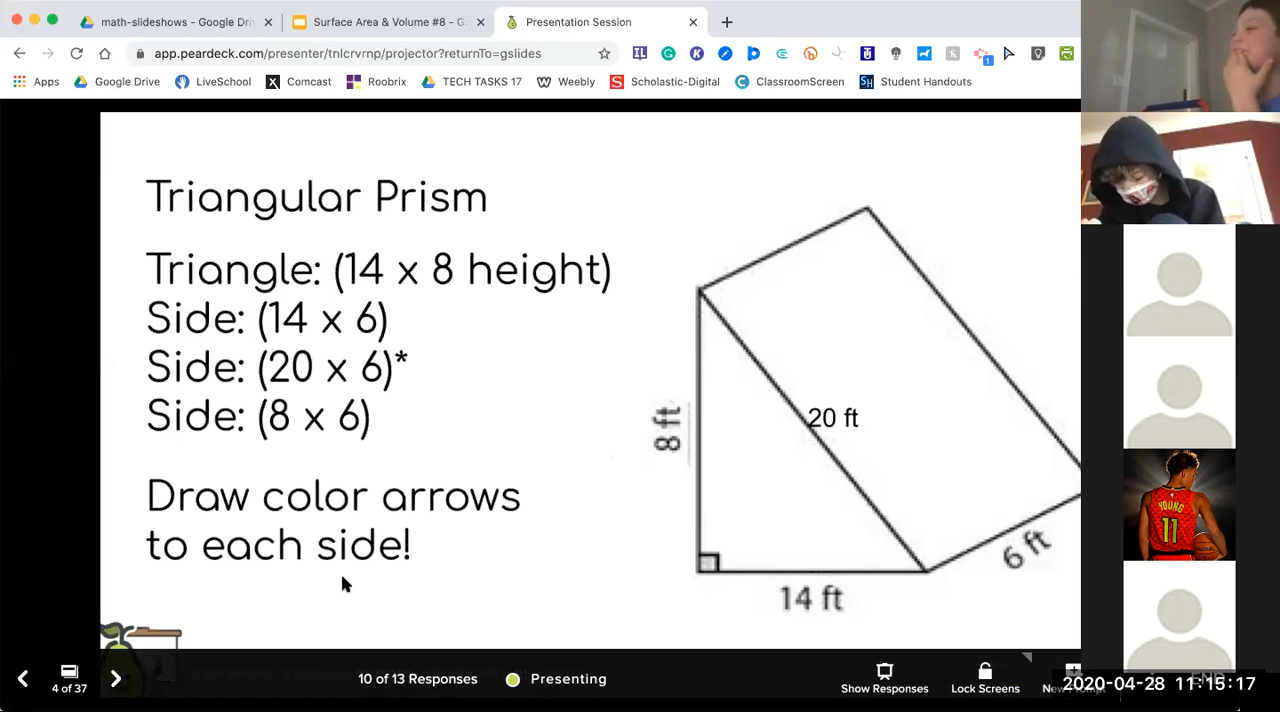 math-slideshows - Google Dri
Surface Area & Volume #8 - G
Presentation Session
app.peardeck.com/presenter/tnlcrvrnp/projector?returnTo=gslides
Apps
Google Drive
LiveSchool
Comcast
Roobrix
TECH TASKS 17
Weebly
Scholastic-Digital
ClassroomScreen
Student Handouts
Triangular Prism
Triangle: (14 x 8 height)
Side: (14 x 6)
Side: (20 x 6)*
Side: (8 x 6)
Draw color arrows
to each side!
8 ft
20 ft
14 ft
6 ft
YOUNG
11
4 of 37
10 of 13 Responses
Presenting
Show Responses
Lock Screens
2020-04-28 11:15:17